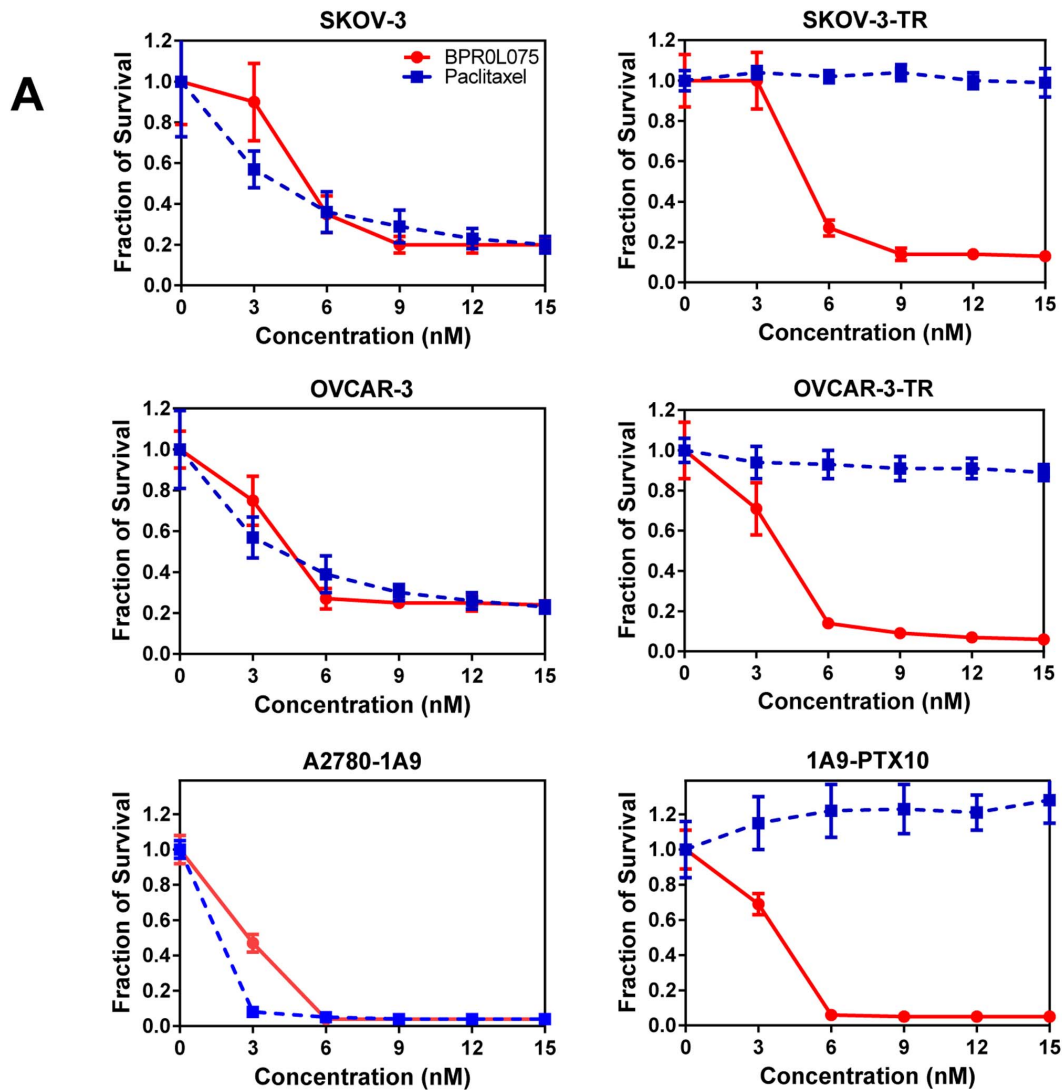 A
SKOV-3
Fraction of Survival
1.2
1.0
0.8
0.6
0.4
0.2
0.0
BPR0L075
Paclitaxel
0 3 6 9 12 15
Concentration (nM)
SKOV-3-TR
Fraction of Survival
1.2
1.0
0.8
0.6
0.4
0.2
0.0
0 3 6 9 12 15
Concentration (nM)
OVCAR-3
Fraction of Survival
1.2
1.0
0.8
0.6
0.4
0.2
0.0
0 3 6 9 12 15
Concentration (nM)
OVCAR-3-TR
Fraction of Survival
1.2
1.0
0.8
0.6
0.4
0.2
0.0
0 3 6 9 12 15
Concentration (nM)
A2780-1A9
Fraction of Survival
1.2
1.0
0.8
0.6
0.4
0.2
0.0
0 3 6 9 12 15
Concentration (nM)
1A9-PTX10
Fraction of Survival
1.2
1.0
0.8
0.6
0.4
0.2
0.0
0 3 6 9 12 15
Concentration (nM)